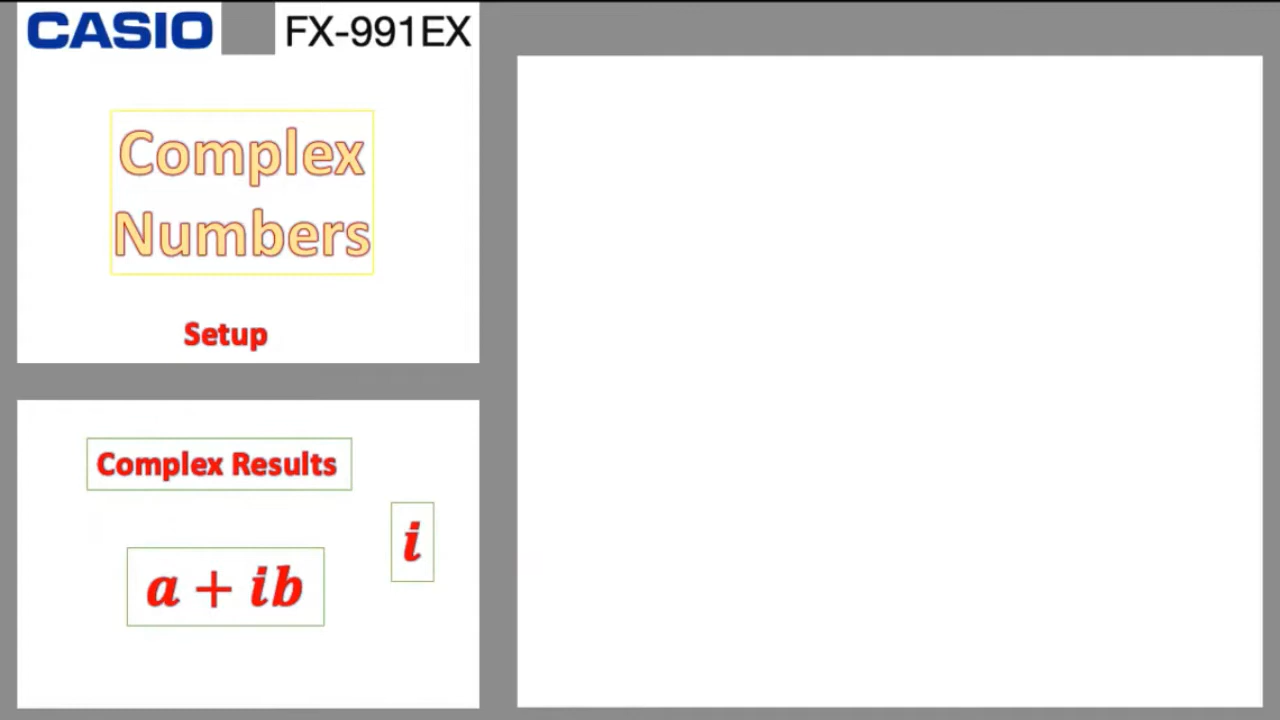 CASIO FX-991EX
Complex
Numbers
Setup
Complex Results
i
a + ib